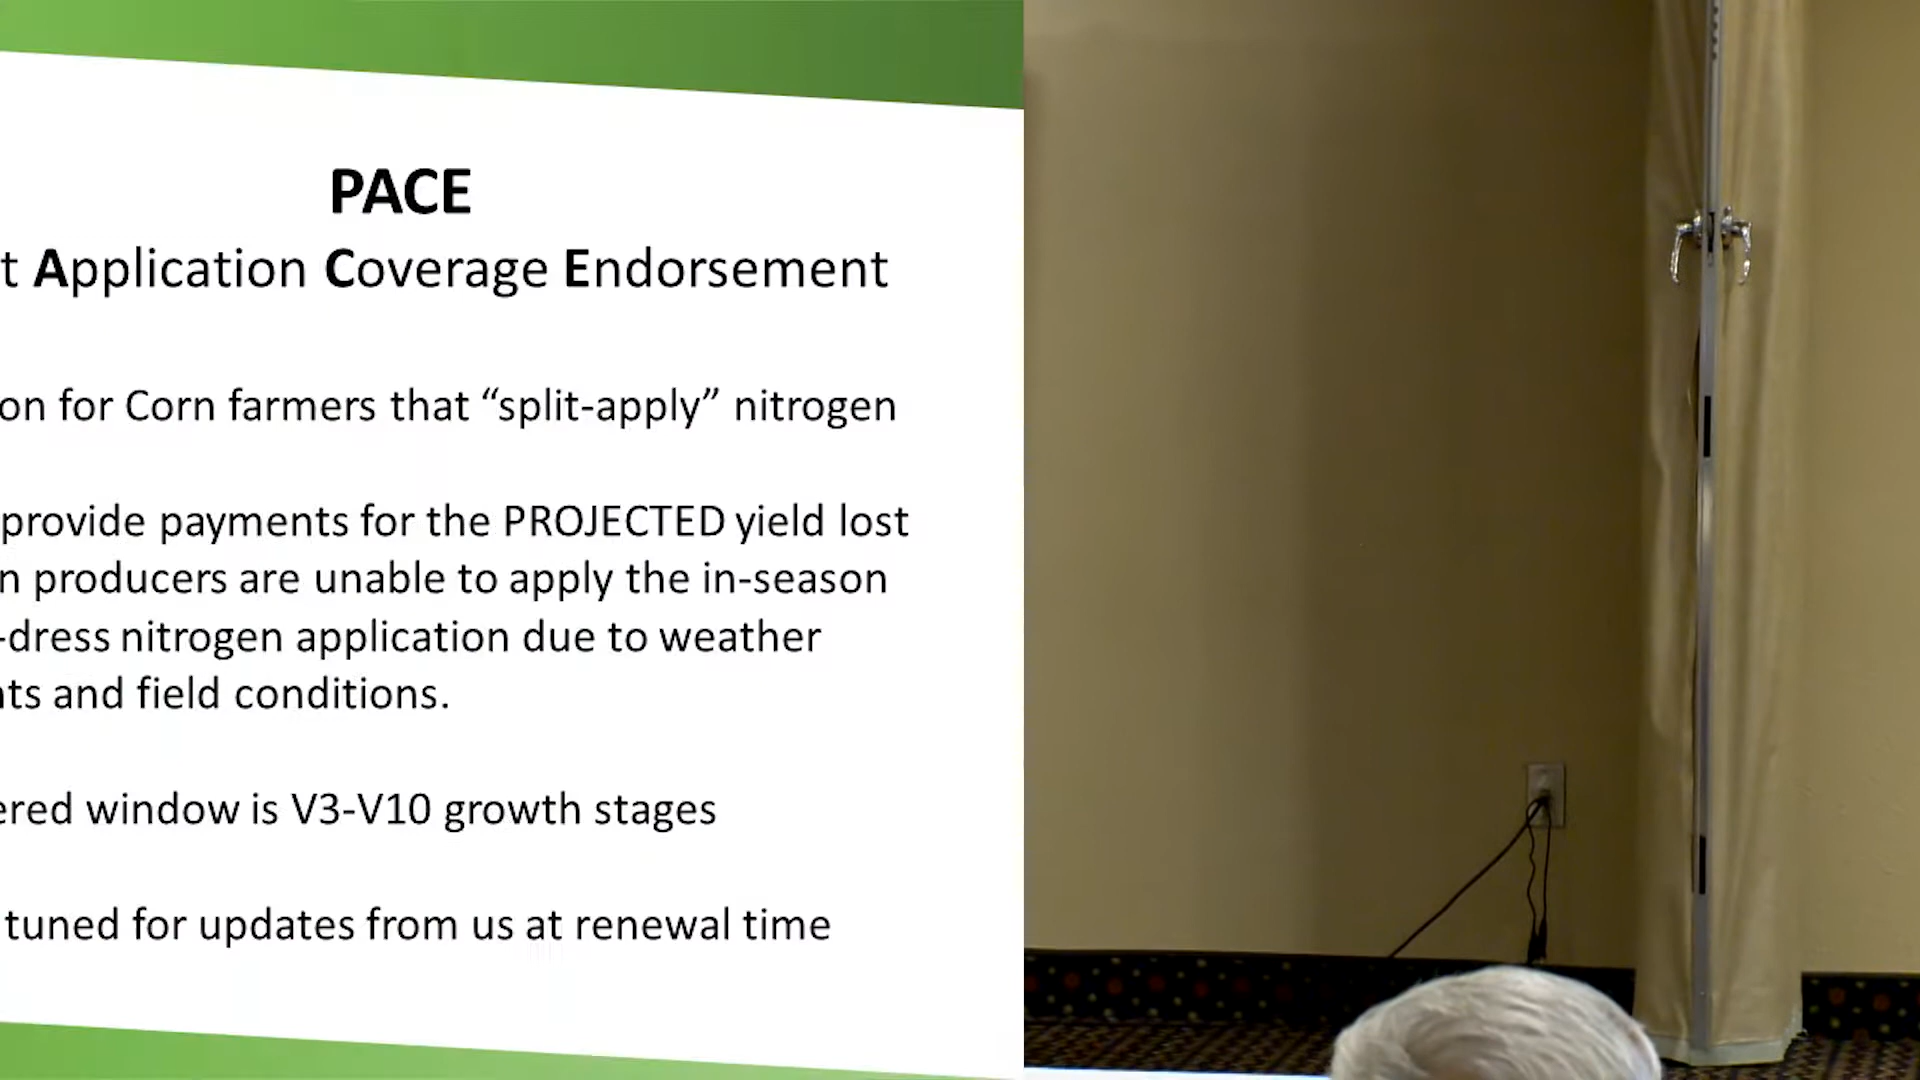 PACE
t Application Coverage Endorsement
on for Corn farmers that “split-apply” nitrogen
provide payments for the PROJECTED yield lost
n producers are unable to apply the in-season
-dress nitrogen application due to weather
ts and field conditions.
ered window is V3-V10 growth stages
tuned for updates from us at renewal time